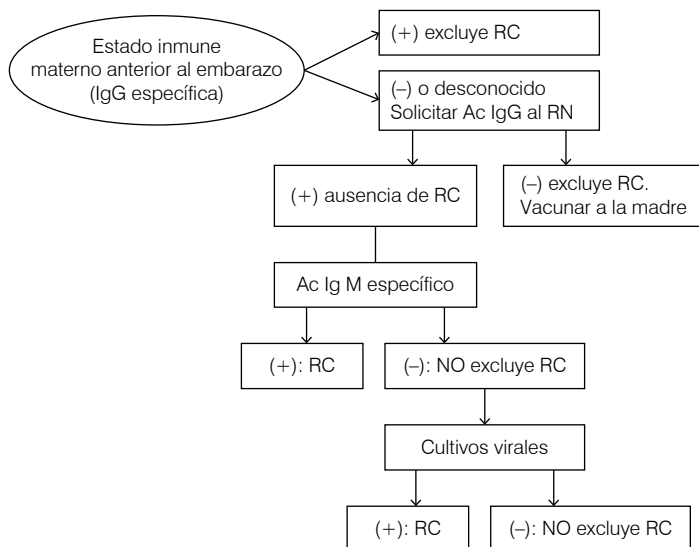 Estado inmune
materno anterior al embarazo
(IgG específica)
(+) excluye RC
(–) o desconocido
Solicitar Ac IgG al RN
(+) ausencia de RC
(–) excluye RC.
Vacunar a la madre
Ac Ig M específico
(+): RC
(–): NO excluye RC
Cultivos virales
(+): RC
(–): NO excluye RC